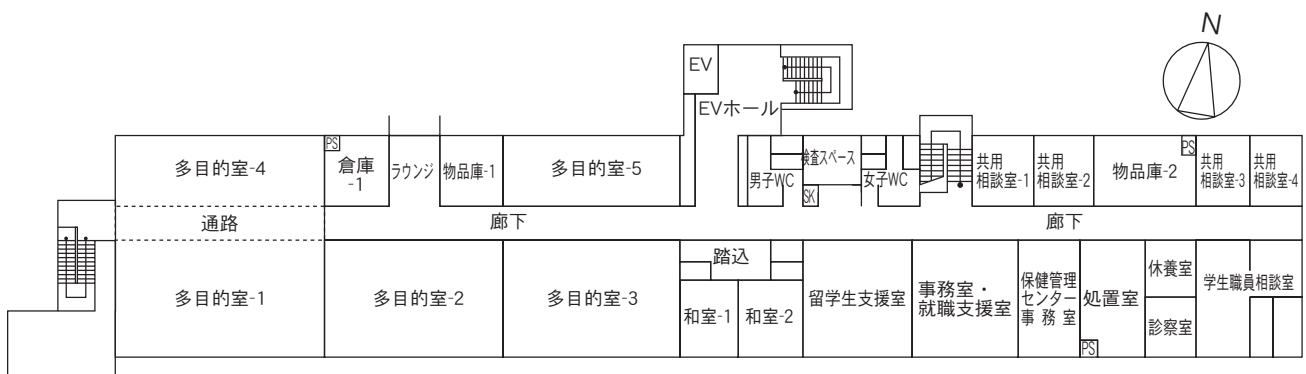 N
EV
EVホール
多目的室-4
PS
倉庫
-1
ラウンジ
物品庫-1
多目的室-5
男子WC
検査スペース
SK
女子WC
共用
相談室-1
共用
相談室-2
物品庫-2
PS
共用
相談室-3
共用
相談室-4
通路
廊下
廊下
多目的室-1
多目的室-2
多目的室-3
踏込
和室-1
和室-2
留学生支援室
事務室・
就職支援室
保健管理
センター
事務室
処置室
PS
休養室
診察室
学生職員相談室